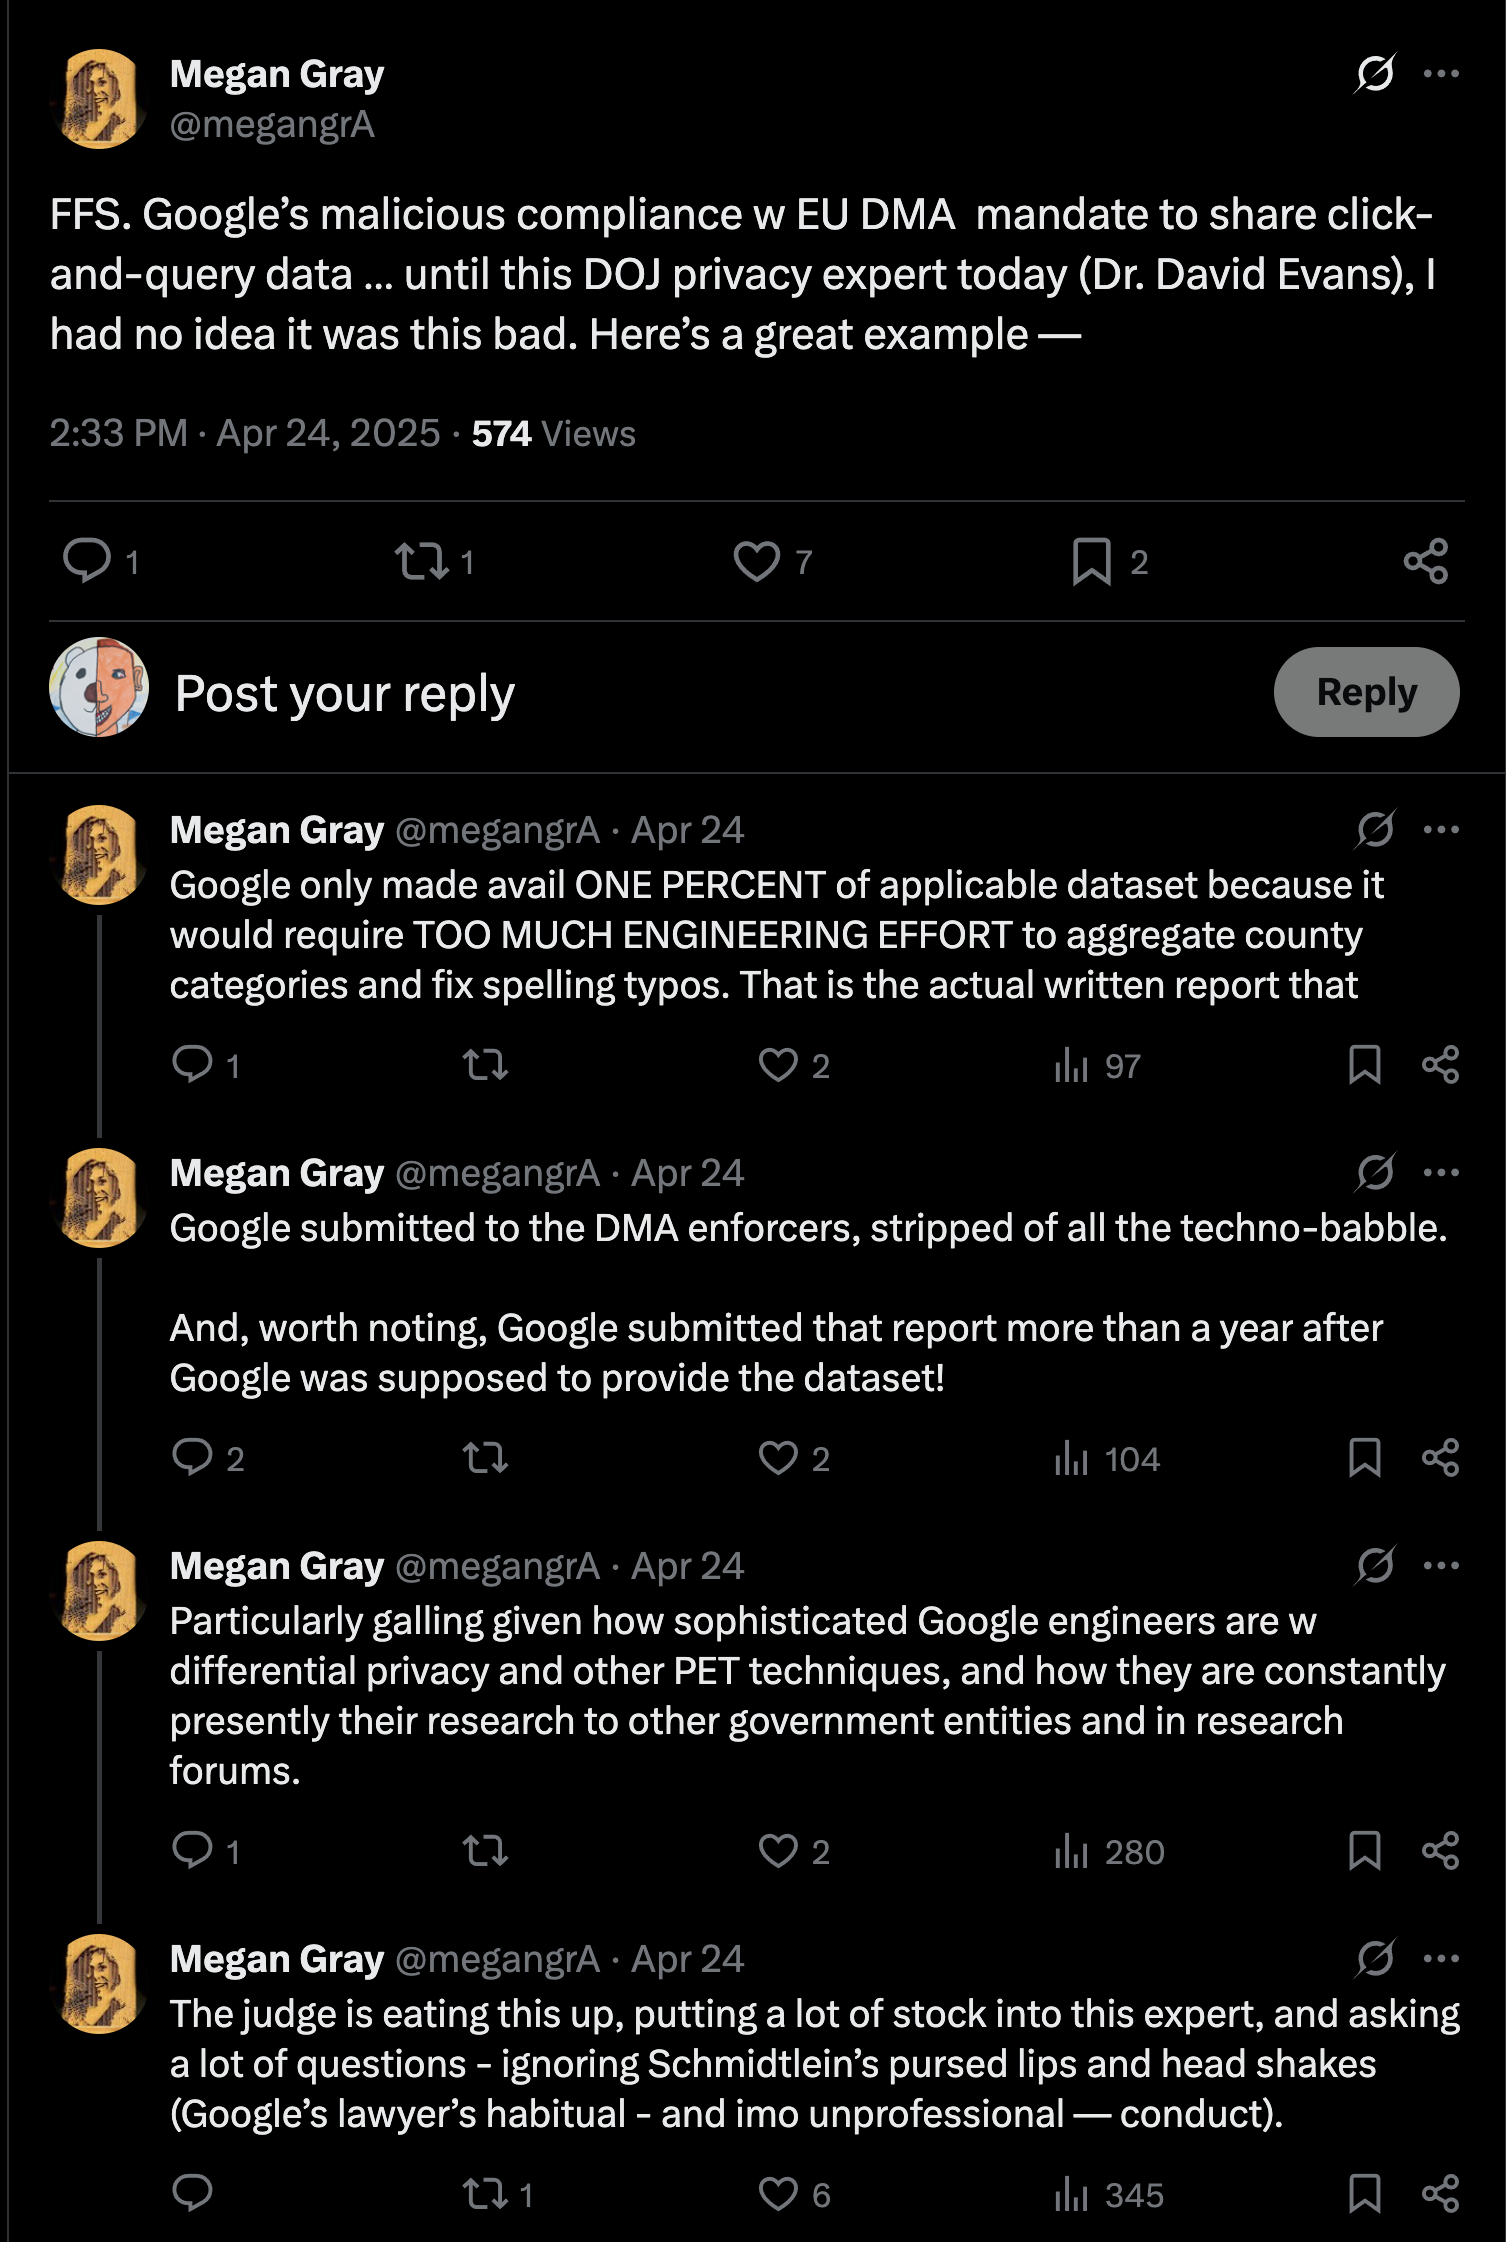 Megan Gray
@megangrA
FFS. Google’s malicious compliance w EU DMA  mandate to share click-
and-query data ... until this DOJ privacy expert today (Dr. David Evans), I
had no idea it was this bad. Here’s a great example —
2:33 PM · Apr 24, 2025 · 574 Views
1 1 7 2
Post your reply
Reply
Megan Gray @megangrA · Apr 24
Google only made avail ONE PERCENT of applicable dataset because it
would require TOO MUCH ENGINEERING EFFORT to aggregate county
categories and fix spelling typos. That is the actual written report that
1 2 97
Megan Gray @megangrA · Apr 24
Google submitted to the DMA enforcers, stripped of all the techno-babble.
And, worth noting, Google submitted that report more than a year after
Google was supposed to provide the dataset!
2 2 104
Megan Gray @megangrA · Apr 24
Particularly galling given how sophisticated Google engineers are w
differential privacy and other PET techniques, and how they are constantly
presently their research to other government entities and in research
forums.
1 2 280
Megan Gray @megangrA · Apr 24
The judge is eating this up, putting a lot of stock into this expert, and asking
a lot of questions - ignoring Schmidtlein’s pursed lips and head shakes
(Google’s lawyer’s habitual - and imo unprofessional — conduct).
1 6 345